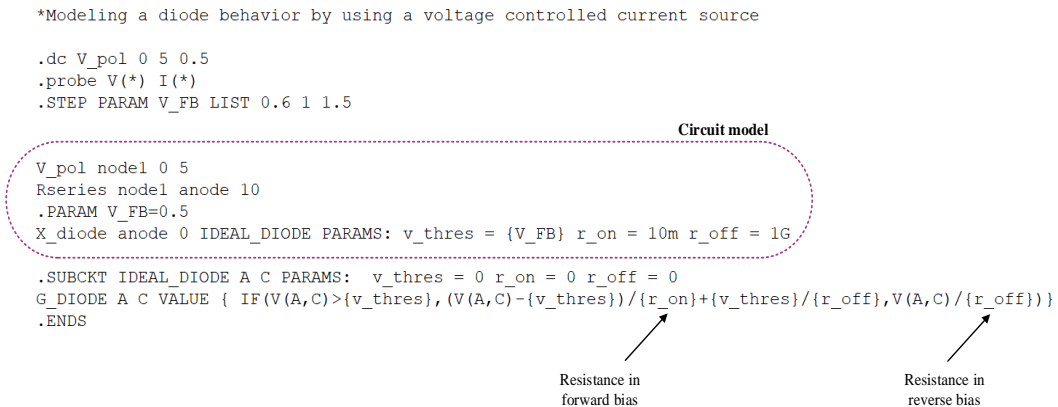 *Modeling a diode behavior by using a voltage controlled current source
.dc V_pol 0 5 0.5
.probe V(*) I(*)
.STEP PARAM V_FB LIST 0.6 1 1.5
Circuit model
V_pol node1 0 5
Rseries node1 anode 10
.PARAM V_FB=0.5
X_diode anode 0 IDEAL_DIODE PARAMS: v_thres = {V_FB} r_on = 10m r_off = 1G
.SUBCKT IDEAL_DIODE A C PARAMS:  v_thres = 0 r_on = 0 r_off = 0
G_DIODE A C VALUE { IF(V(A,C)>{v_thres},(V(A,C)-{v_thres})/{r_on}+{v_thres}/{r_off},V(A,C)/{r_off})}
.ENDS
Resistance in
forward bias
Resistance in
reverse bias